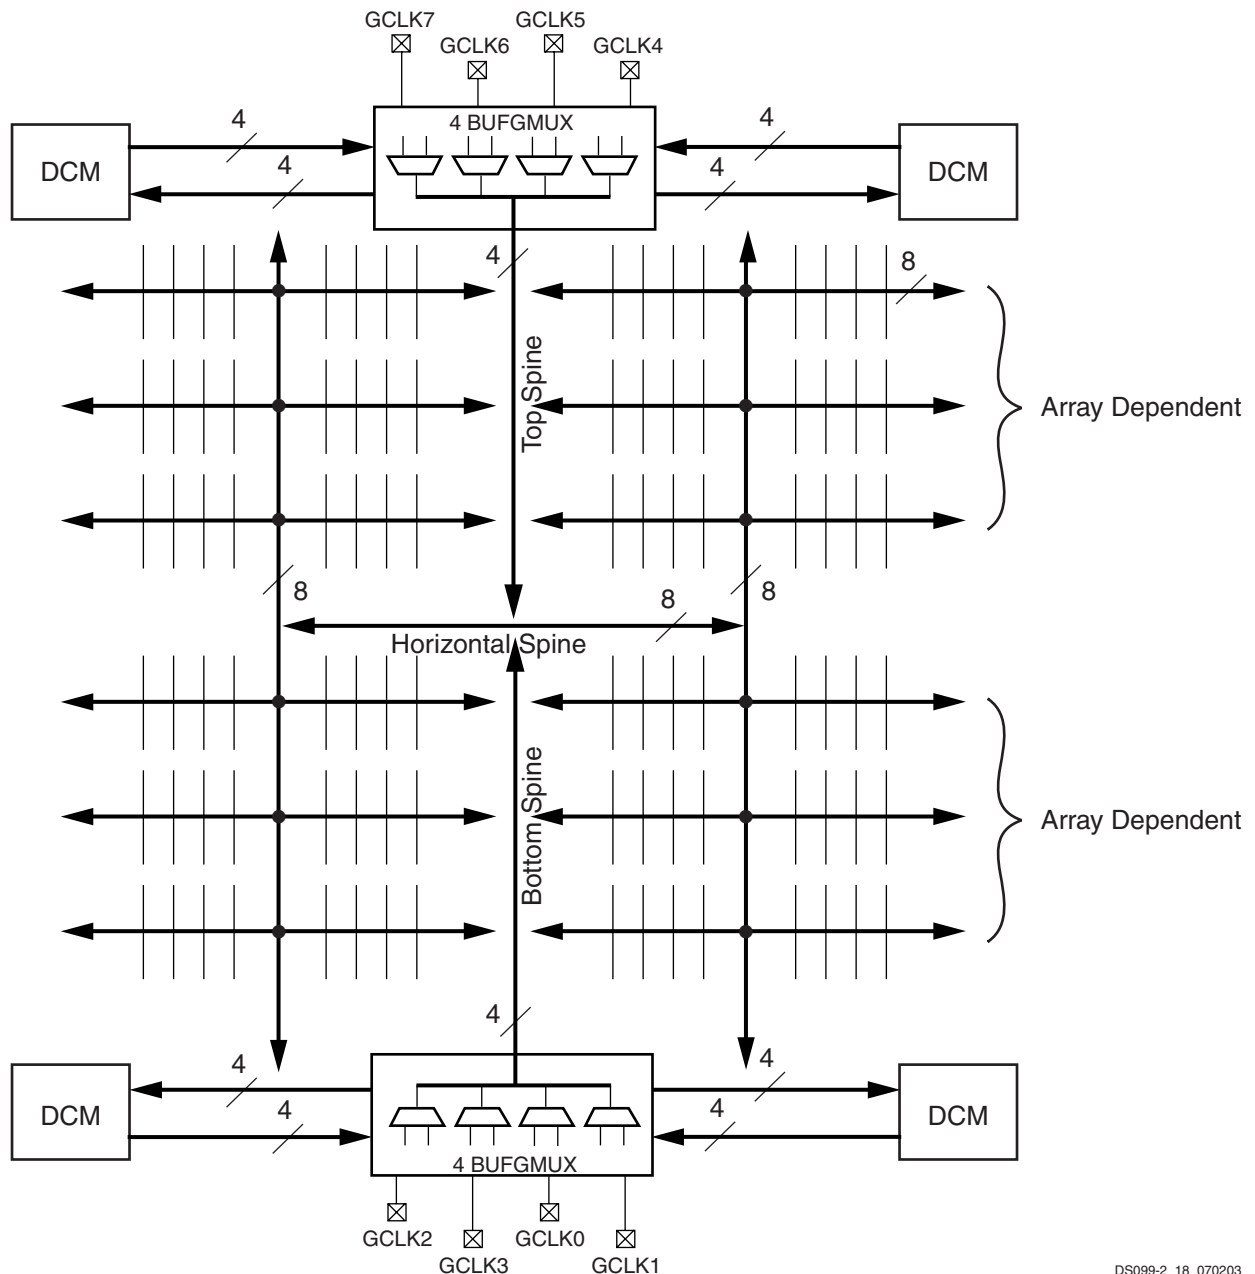 GCLK7
GCLK5
GCLK6
GCLK4
4 BUFGMUX
4
4
DCM
DCM
4
4
4
8
Top Spine
Array Dependent
8
8
8
Horizontal Spine
Bottom Spine
Array Dependent
4
4
4
DCM
DCM
4
4
4 BUFGMUX
GCLK2
GCLK0
GCLK3
GCLK1
DS099-2_18_070203